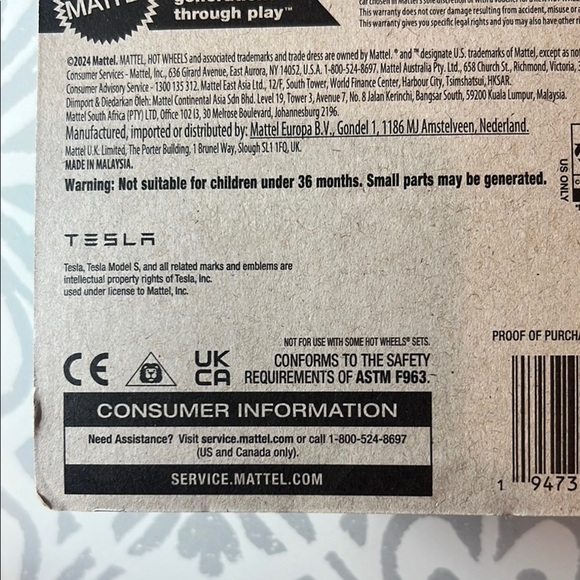 MATTEL
through play™
This warranty does not cover damage resulting from accident, misuse or a
This warranty gives you specific legal rights and you may also have other r
©2024 Mattel. MATTEL, HOT WHEELS and associated trademarks and trade dress are owned by Mattel. ® and ™ designate U.S. trademarks of Mattel, except as no
Consumer Services - Mattel, Inc., 636 Girard Avenue, East Aurora, NY 14052, U.S.A. 1-800-524-8697. Mattel Australia Pty. Ltd., 658 Church St., Richmond, Victoria, 3
Consumer Advisory Service - 1300 135 312. Mattel East Asia Ltd., 12/F, South Tower, World Finance Center, Harbour City, Tsimshatsui, HKSAR.
Diimport & Diedarkan Oleh: Mattel Continental Asia Sdn Bhd. Level 19, Tower 3, Avenue 7, No. 8 Jalan Kerinchi, Bangsar South, 59200 Kuala Lumpur, Malaysia.
Mattel South Africa (PTY) LTD, Office 102 I3, 30 Melrose Boulevard, Johannesburg 2196.
Manufactured, imported or distributed by: Mattel Europa B.V., Gondel 1, 1186 MJ Amstelveen, Nederland.
Mattel U.K. Limited, The Porter Building, 1 Brunel Way, Slough SL1 1FQ, UK.
MADE IN MALAYSIA.
Warning: Not suitable for children under 36 months. Small parts may be generated.
US ONLY
TESLA
Tesla, Tesla Model S, and all related marks and emblems are
intellectual property rights of Tesla, Inc.
used under license to Mattel, Inc.
NOT FOR USE WITH SOME HOT WHEELS® SETS.
PROOF OF PURCHA
CE
UK
CA
CONFORMS TO THE SAFETY
REQUIREMENTS OF ASTM F963.
CONSUMER INFORMATION
Need Assistance? Visit service.mattel.com or call 1-800-524-8697
(US and Canada only).
SERVICE.MATTEL.COM
1 9473